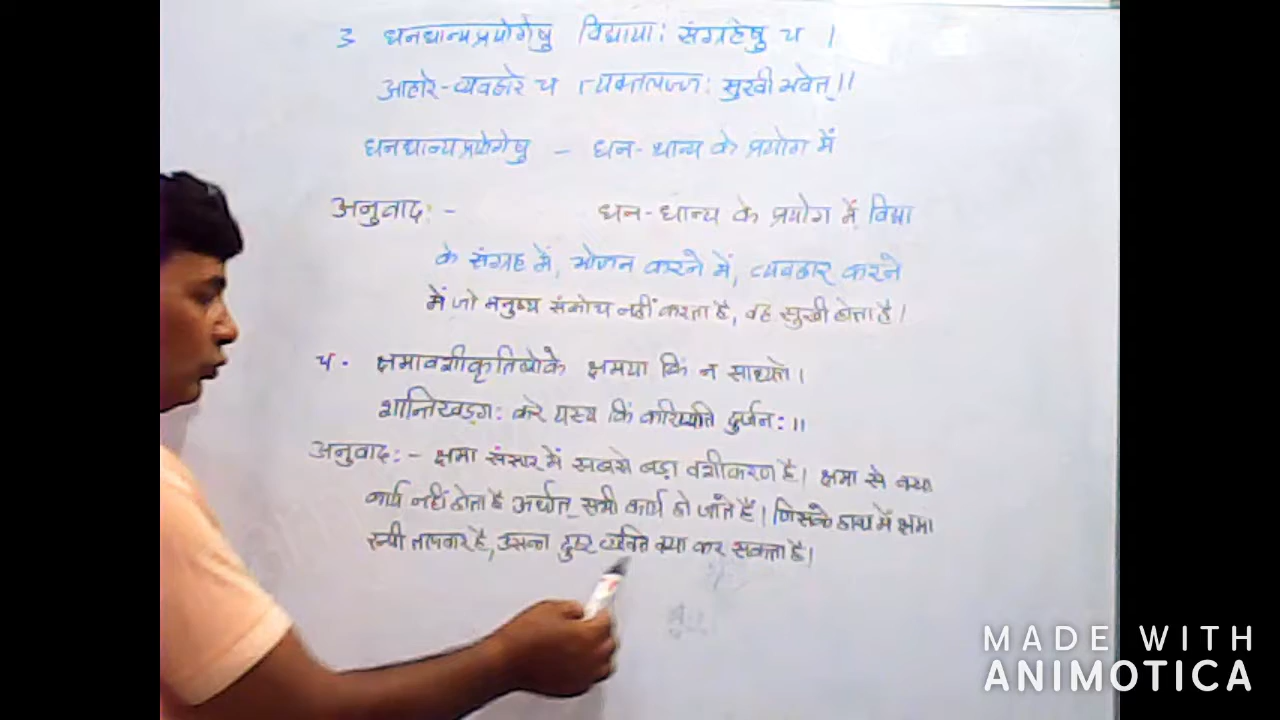 3 धनधान्यप्रयोगेषु विद्यायाः संग्रहेषु च ।
आहारे-व्यवहारे च त्यक्तलज्जः सुखी भवेत्।।
धनधान्यप्रयोगेषु – धन-धान्य के प्रयोग में
अनुवादः- धन-धान्य के प्रयोग में, विद्या
के संग्रह में, भोजन करने में, व्यवहार करने
में जो मनुष्य संकोच नहीं करता है, वह सुखी होता है।
4. क्षमावशीकृतिर्लोके क्षमया किं न साध्यते।
शान्तिखड्गः करे यस्य किं करिष्यति दुर्जनः।।
अनुवादः- क्षमा संसार में सबसे बड़ा वशीकरण है। क्षमा से क्या
कार्य नहीं होता है अर्थात् सभी कार्य हो जाते हैं। जिसके हाथ में क्षमा
रूपी तलवार है, उसका दुष्ट व्यक्ति क्या कर सकता है।
MADE WITH
ANIMOTICA